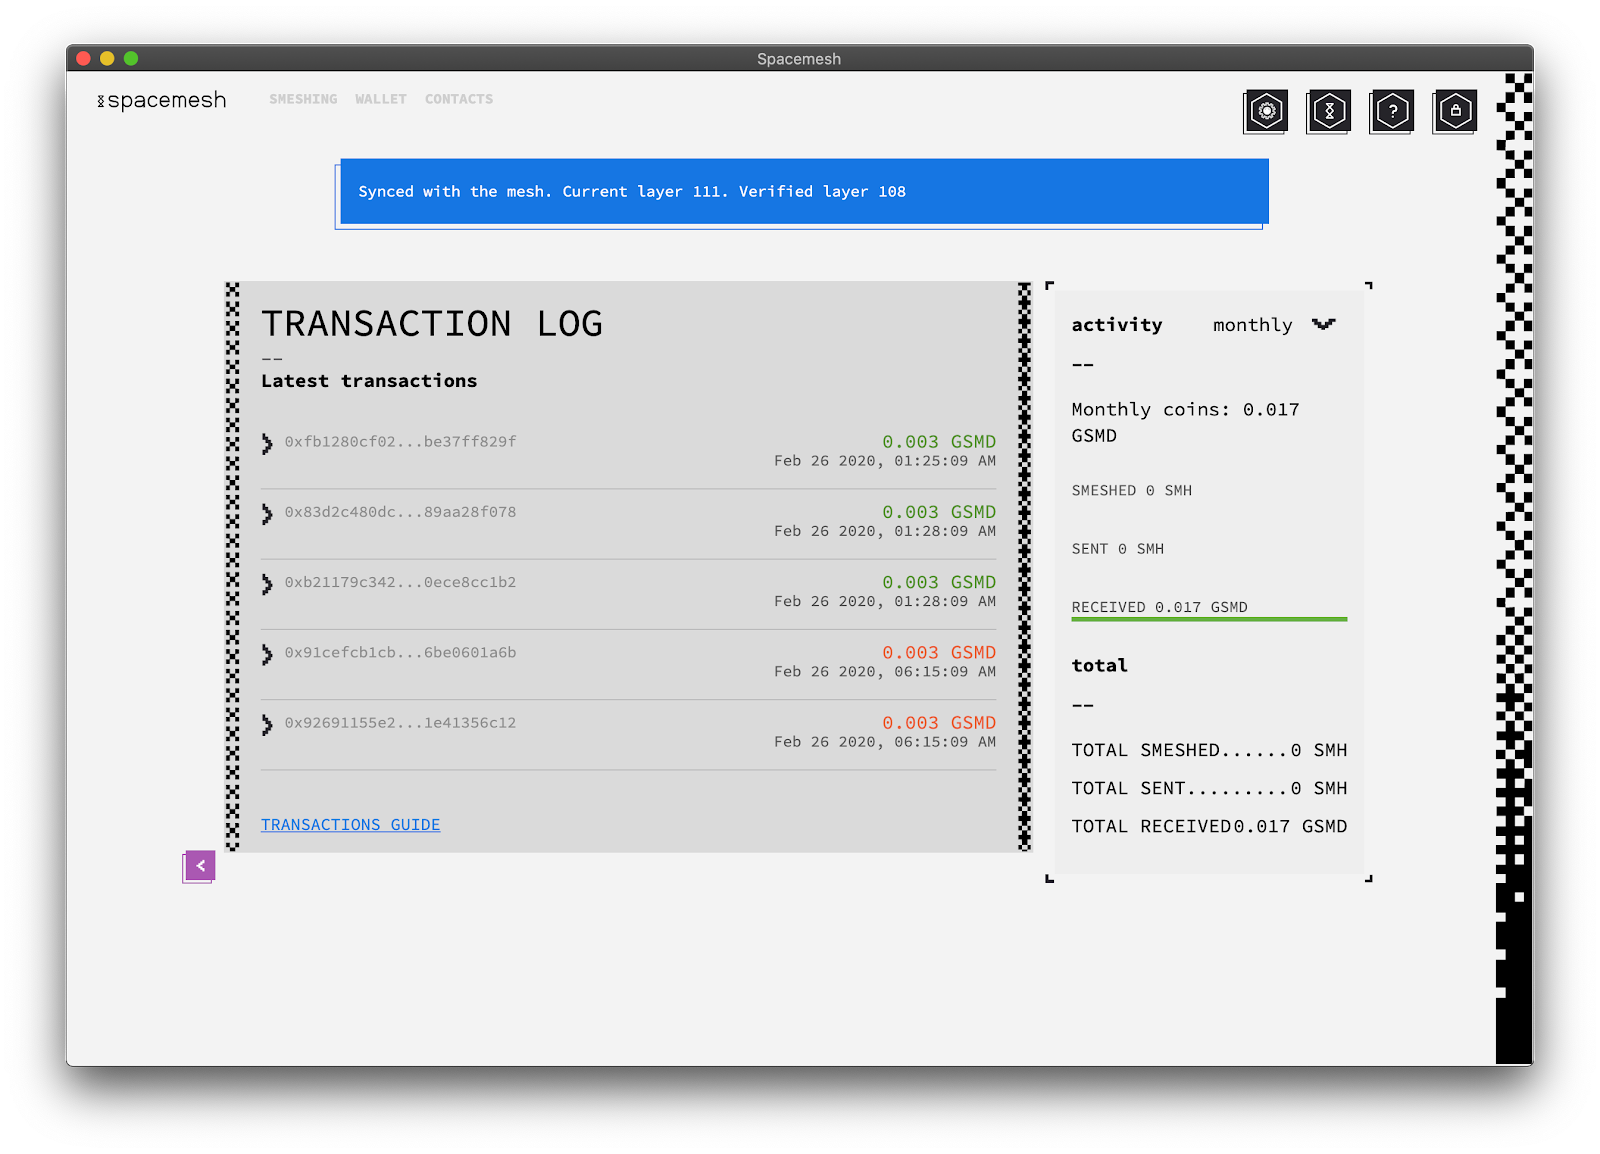 Spacemesh
spacemesh
SMESHING WALLET CONTACTS
?
Synced with the mesh. Current layer 111. Verified layer 108
TRANSACTION LOG
--
Latest transactions
0xfb1280cf02...be37ff829f
0.003 GSMD
Feb 26 2020, 01:25:09 AM
0x83d2c480dc...89aa28f078
0.003 GSMD
Feb 26 2020, 01:28:09 AM
0xb21179c342...0ece8cc1b2
0.003 GSMD
Feb 26 2020, 01:28:09 AM
0x91cefcb1cb...6be0601a6b
0.003 GSMD
Feb 26 2020, 06:15:09 AM
0x92691155e2...1e41356c12
0.003 GSMD
Feb 26 2020, 06:15:09 AM
TRANSACTIONS GUIDE
<
activity monthly
--
Monthly coins: 0.017
GSMD
SMESHED 0 SMH
SENT 0 SMH
RECEIVED 0.017 GSMD
total
--
TOTAL SMESHED......0 SMH
TOTAL SENT.........0 SMH
TOTAL RECEIVED0.017 GSMD